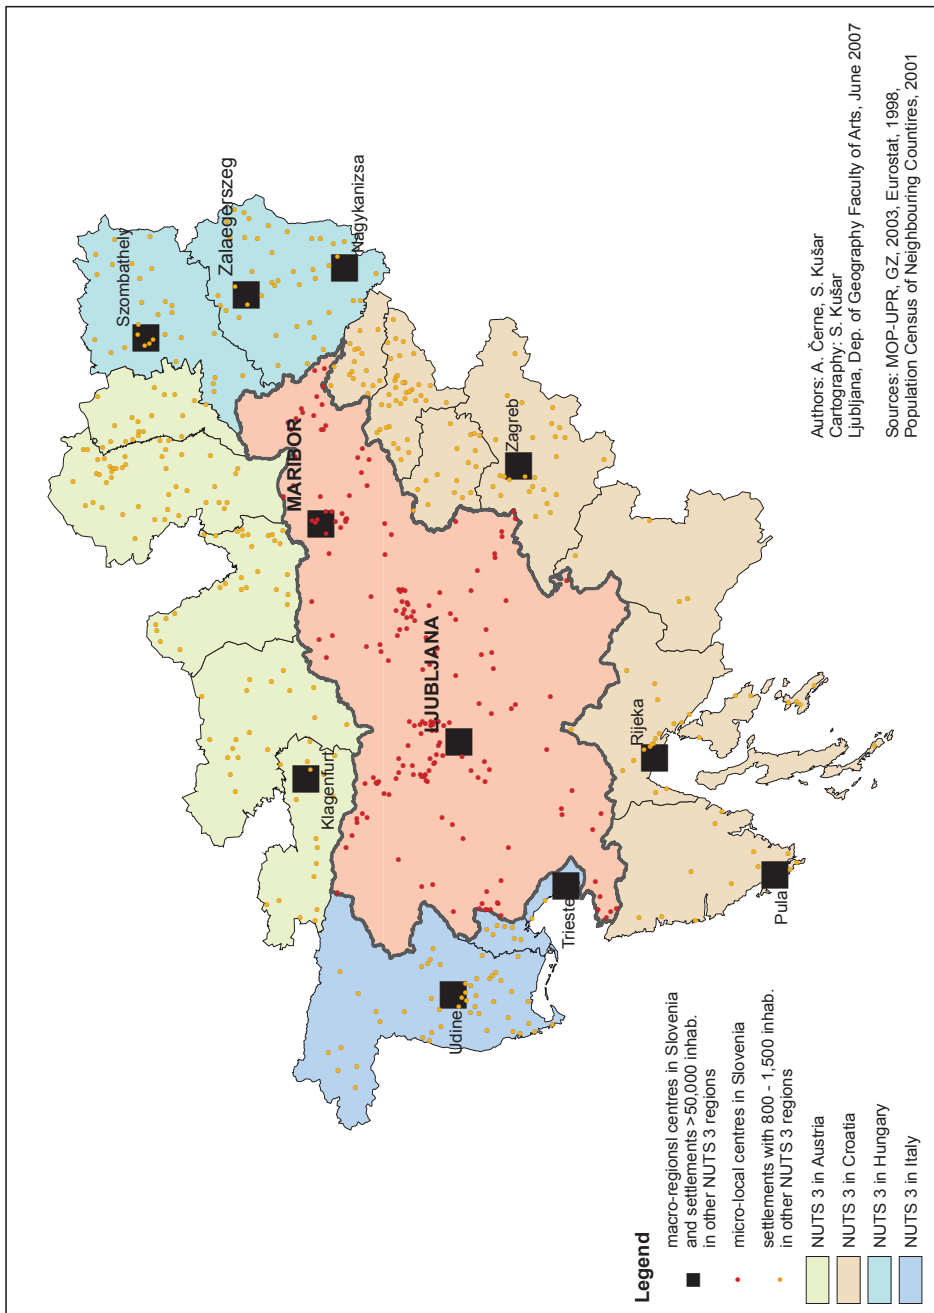 Szombathely
Zalaegerszeg
Nagykanizsa
MARIBOR
LJUBLJANA
Klagenfurt
Zagreb
Udine
Trieste
Rijeka
Pula
Legend
macro-regionsl centres in Slovenia
and settlements >50,000 inhab.
in other NUTS 3 regions
micro-local centres in Slovenia
settlements with 800 - 1,500 inhab.
in other NUTS 3 regions
NUTS 3 in Austria
NUTS 3 in Croatia
NUTS 3 in Hungary
NUTS 3 in Italy
Authors: A. Černe, S. Kušar
Cartography: S. Kušar
Ljubljana, Dep. of Geography Faculty of Arts, June 2007
Sources: MOP-UPR, GZ, 2003, Eurostat, 1998,
Population Census of Neighbouring Countires, 2001